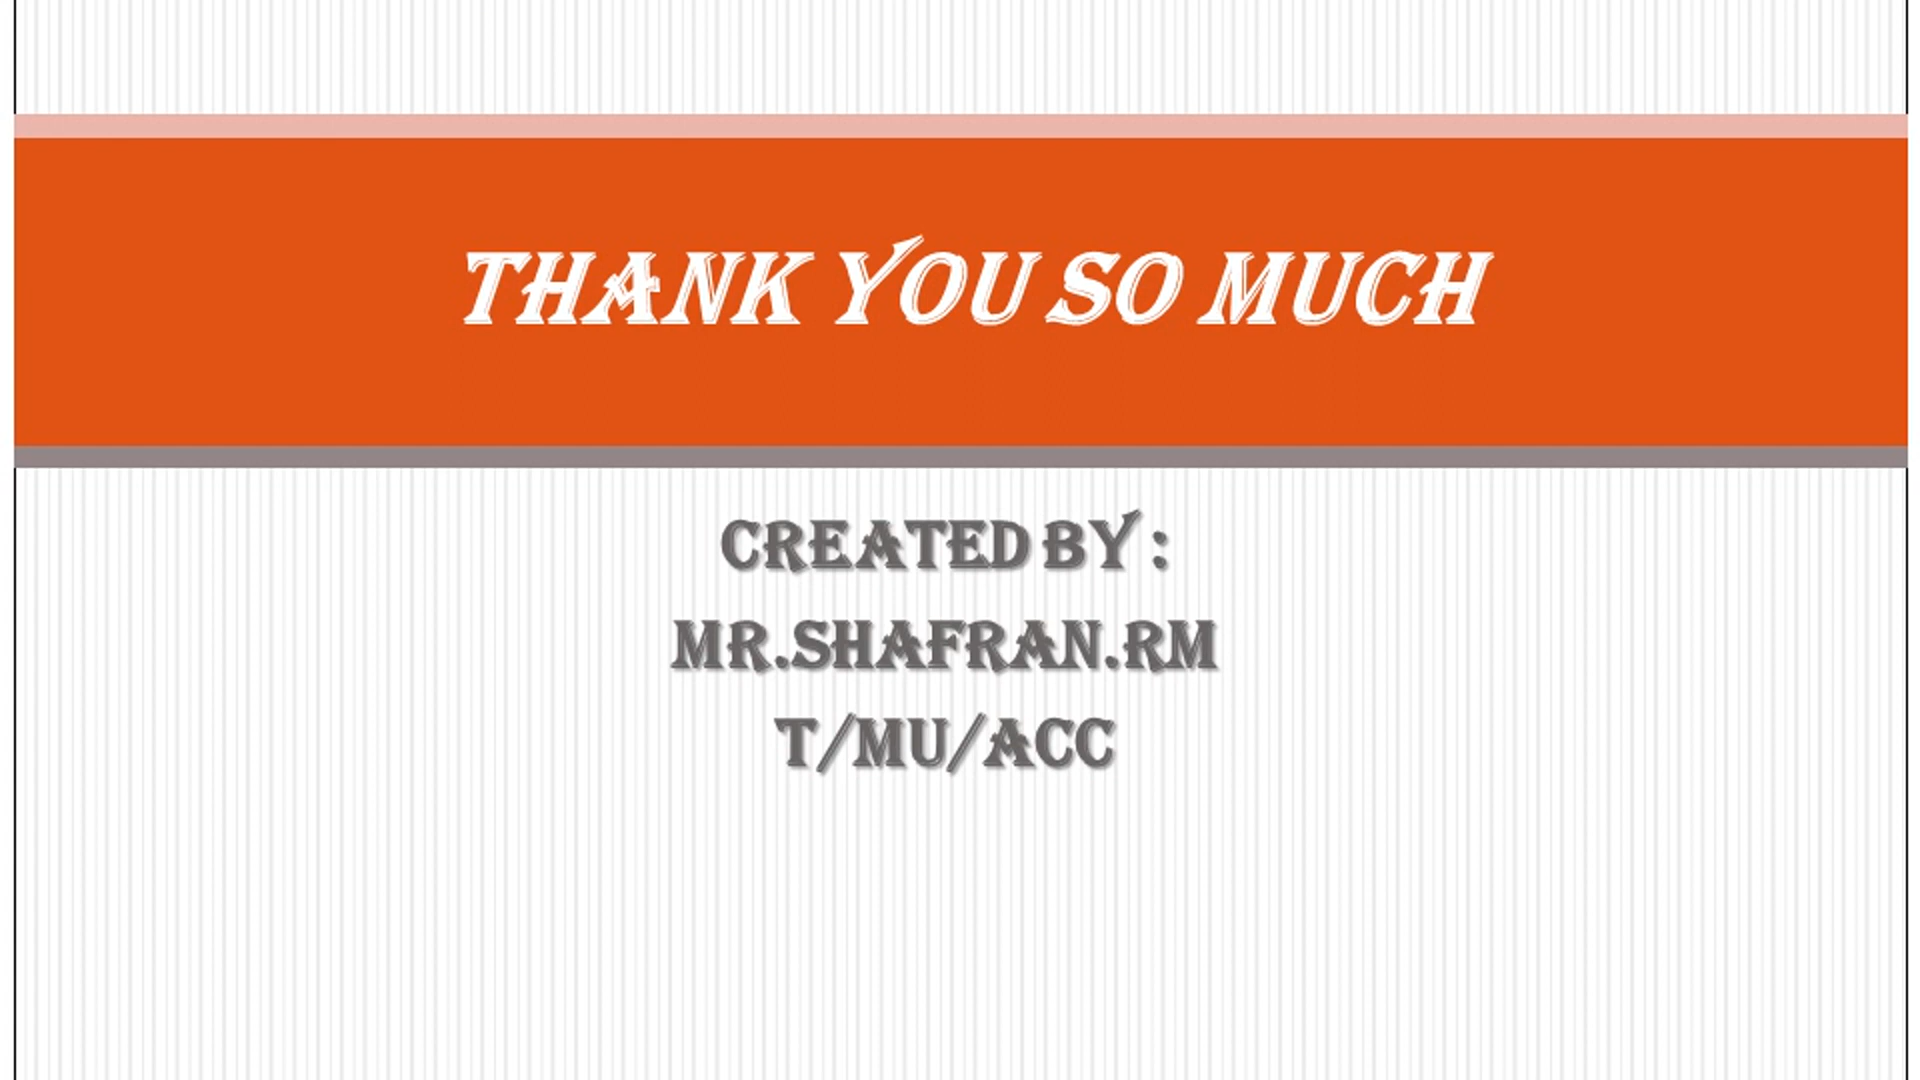 THANK YOU SO MUCH
CREATED BY :
MR.SHAFRAN.RM
T/MU/ACC